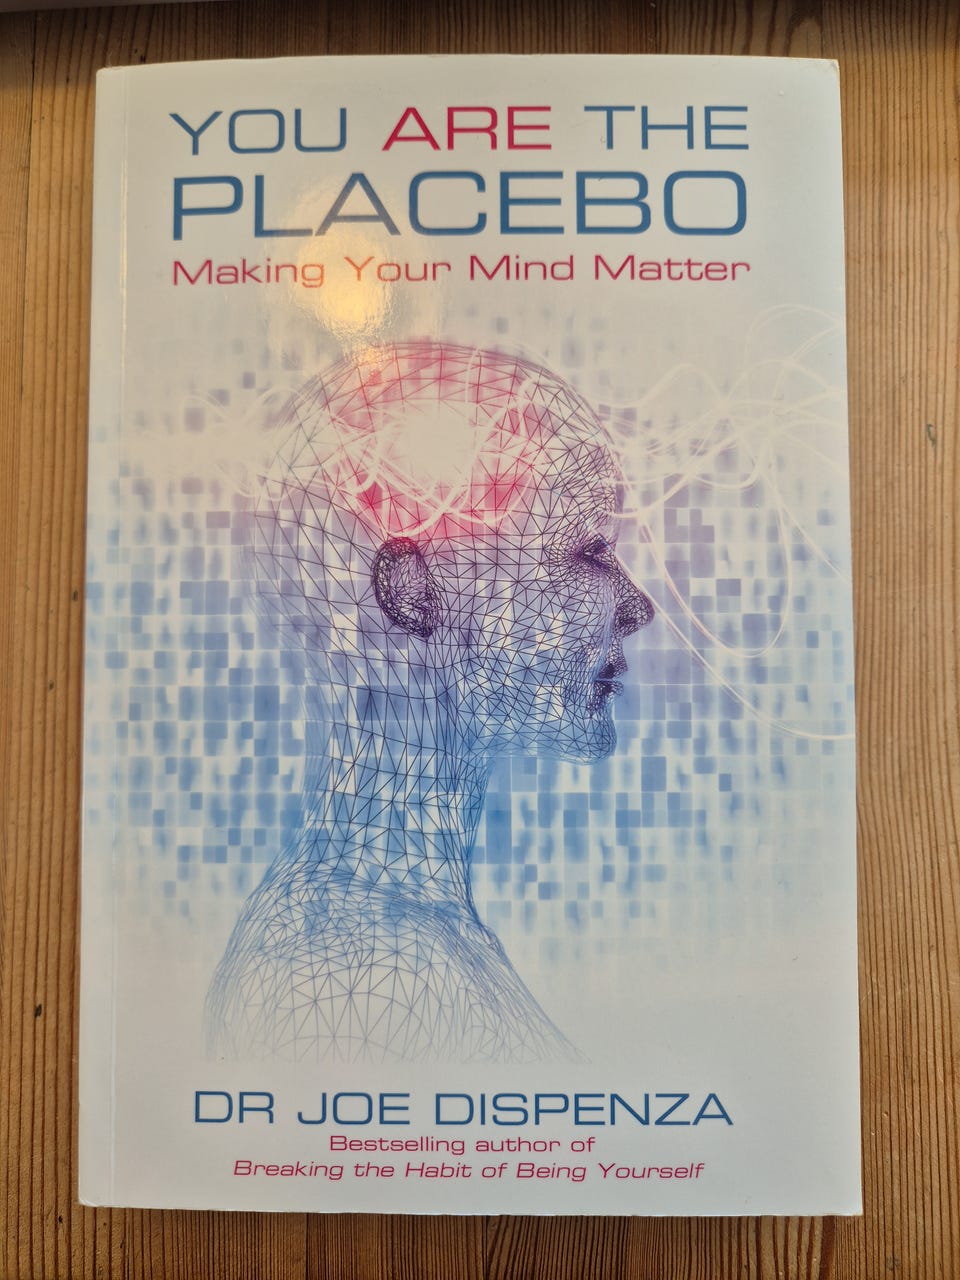 YOU ARE THE
PLACEBO
Making Your Mind Matter
DR JOE DISPENZA
Bestselling author of
Breaking the Habit of Being Yourself